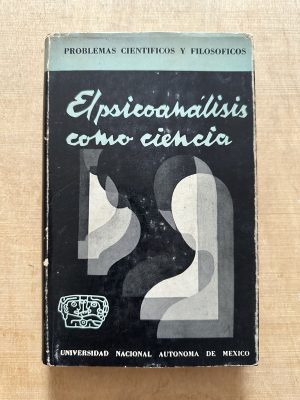 PROBLEMAS CIENTIFICOS Y FILOSOFICOS
El psicoanálisis
como ciencia
UNIVERSIDAD NACIONAL AUTONOMA DE MEXICO